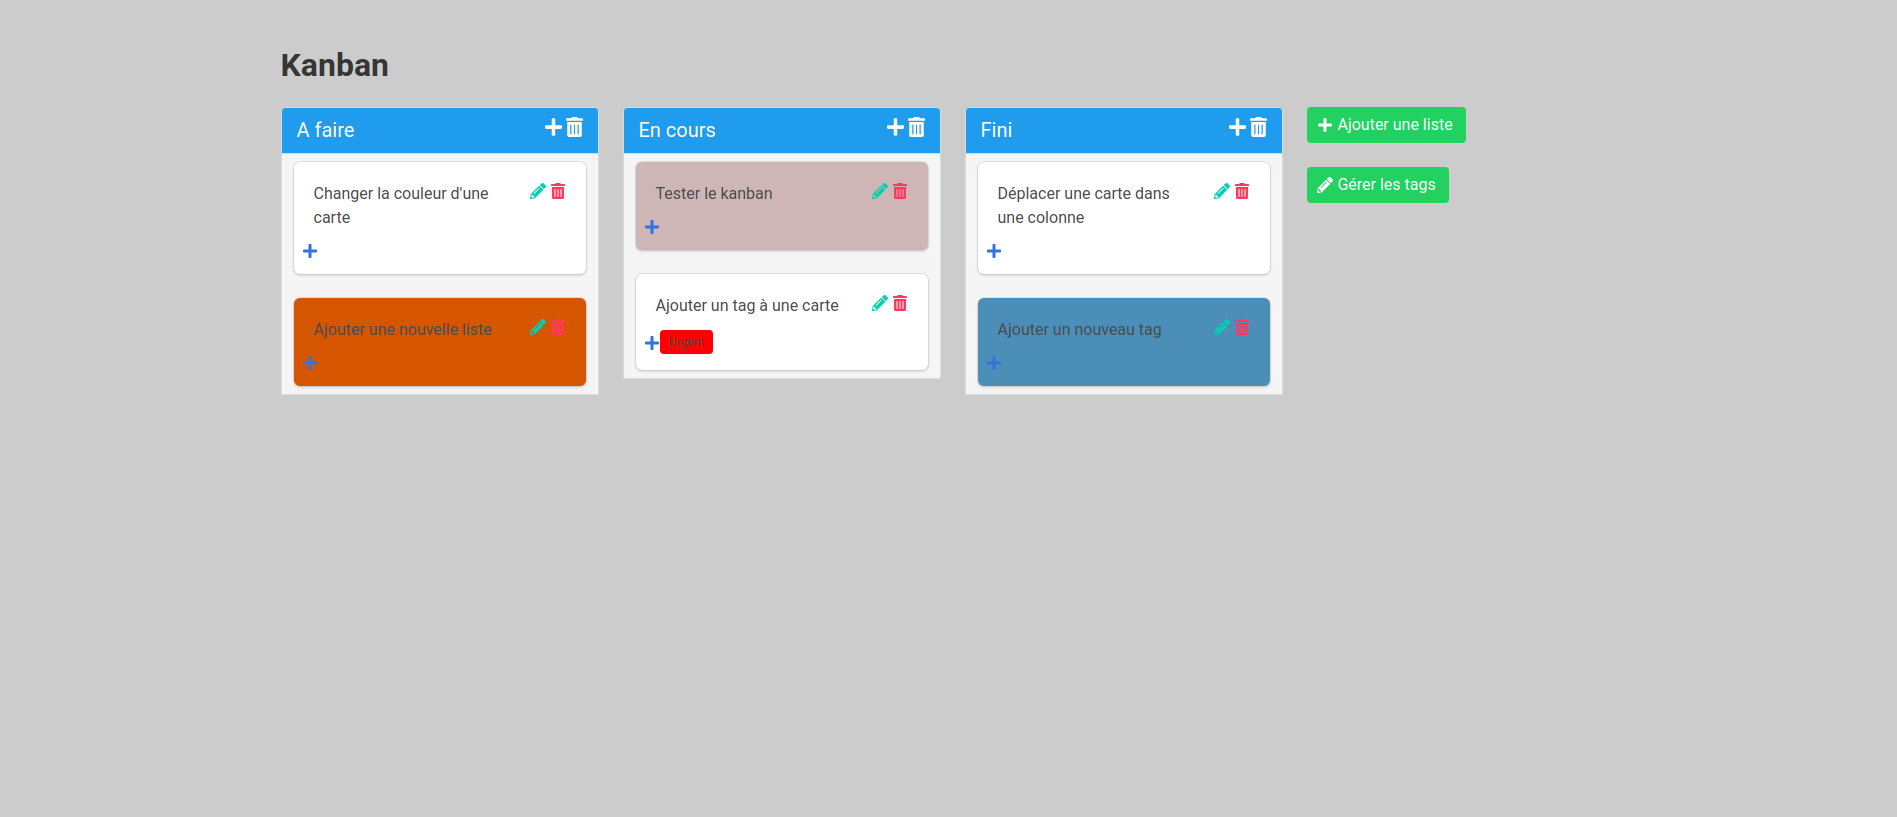 Kanban
A faire
Changer la couleur d'une
carte
Ajouter une nouvelle liste
En cours
Tester le kanban
Ajouter un tag à une carte
Urgent
Fini
Déplacer une carte dans
une colonne
Ajouter un nouveau tag
Ajouter une liste
Gérer les tags